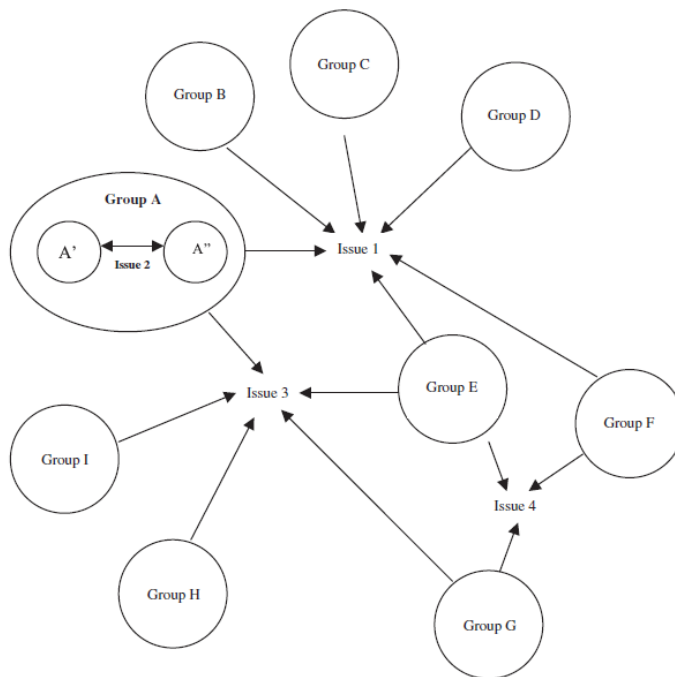 Group C
Group B
Group D
Group A
A'
A"
Issue 2
Issue 1
Group E
Issue 3
Group F
Group I
Issue 4
Group H
Group G